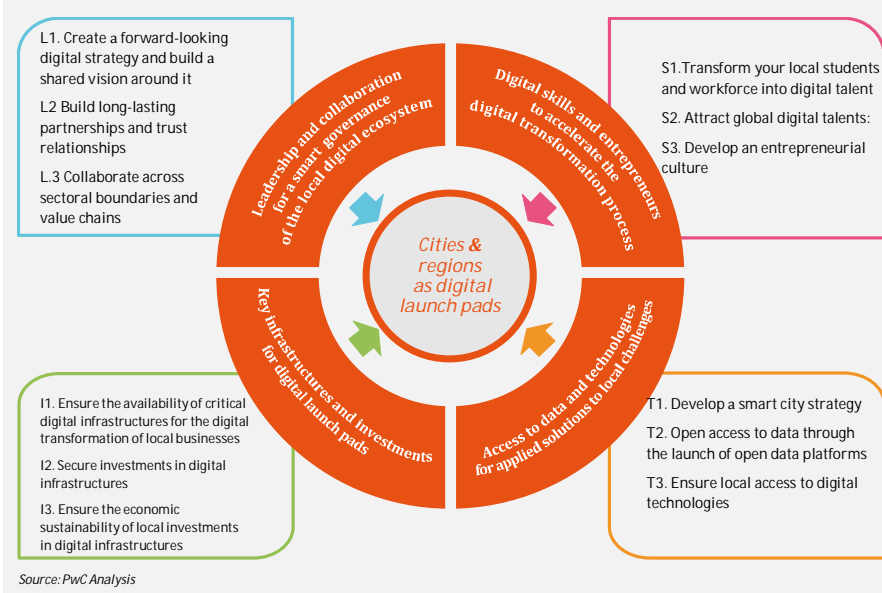 L1. Create a forward-looking
digital strategy and build a
shared vision around it
L2 Build long-lasting
partnerships and trust
relationships
L.3 Collaborate across
sectoral boundaries and
value chains
Leadership and collaboration
for a smart governance
of the local digital ecosystem
Digital skills and entrepreneurs
to accelerate the
digital transformation process
S1.Transform your local students
and workforce into digital talent
S2. Attract global digital talents:
S3. Develop an entrepreneurial
culture
Cities &
regions
as digital
launch pads
I1. Ensure the availability of critical
digital infrastructures for the digital
transformation of local businesses
I2. Secure investments in digital
infrastructures
I3. Ensure the economic
sustainability of local investments
in digital infrastructures
Key infrastructures and investments
for digital launch pads
Access to data and technologies
for applied solutions to local challenges
T1. Develop a smart city strategy
T2. Open access to data through
the launch of open data platforms
T3. Ensure local access to digital
technologies
Source: PwC Analysis